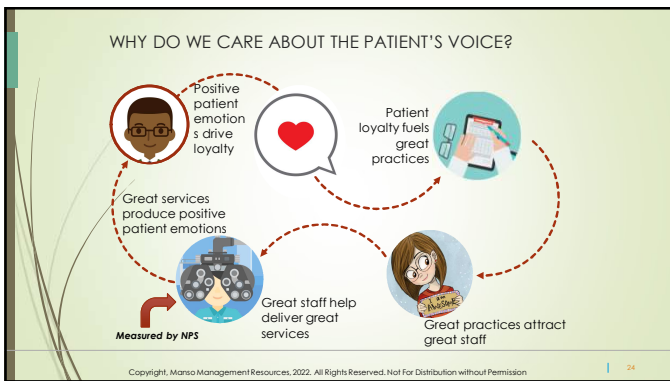 WHY DO WE CARE ABOUT THE PATIENT'S VOICE?
Positive
patient
emotion
s drive
loyalty
Patient
loyalty fuels
great
practices
Great services
produce positive
patient emotions
Great staff help
deliver great
services
I am
AWESOME
Great practices attract
great staff
Measured by NPS
Copyright, Manso Management Resources, 2022. All Rights Reserved. Not For Distribution without Permission
24